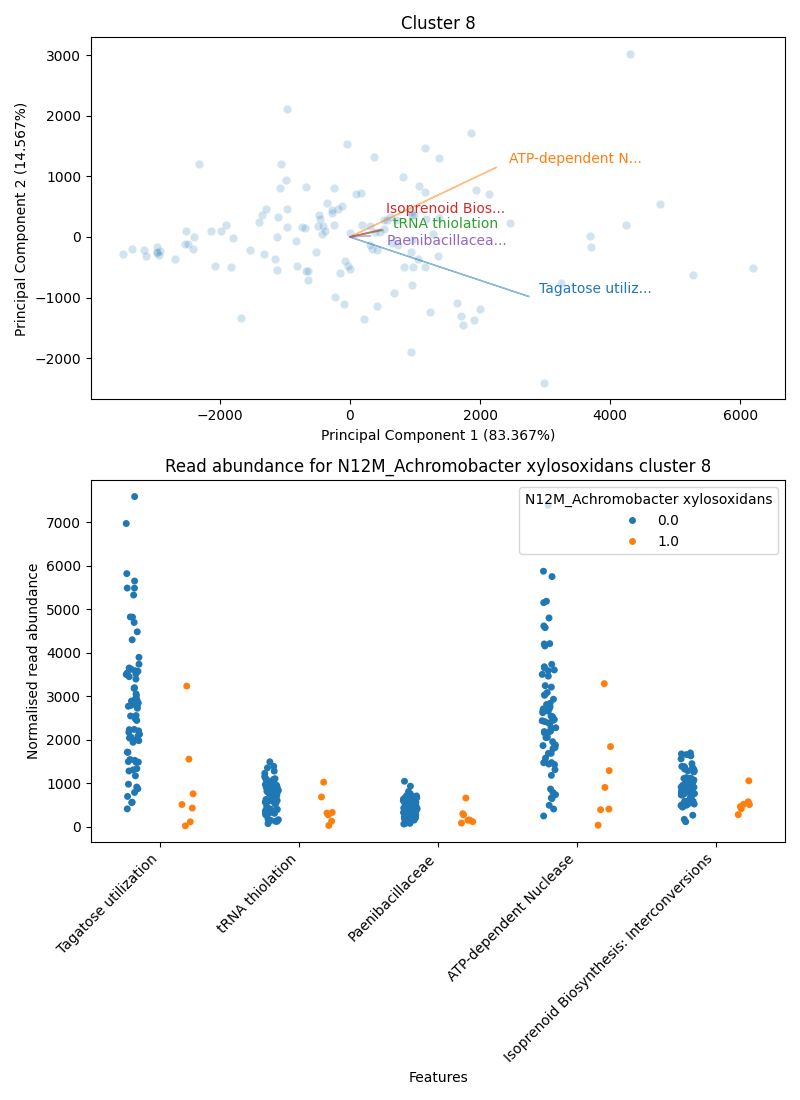 Cluster 8
3000
2000
1000
0
−1000
−2000
Principal Component 2 (14.567%)
ATP-dependent N...
Isoprenoid Bios...
tRNA thiolation
Paenibacillacea...
Tagatose utiliz...
−2000
0
2000
4000
6000
Principal Component 1 (83.367%)
Read abundance for N12M_Achromobacter xylosoxidans cluster 8
7000
6000
5000
4000
3000
2000
1000
0
Normalised read abundance
N12M_Achromobacter xylosoxidans
0.0
1.0
Tagatose utilization
tRNA thiolation
Paenibacillaceae
ATP-dependent Nuclease
Isoprenoid Biosynthesis: Interconversions
Features